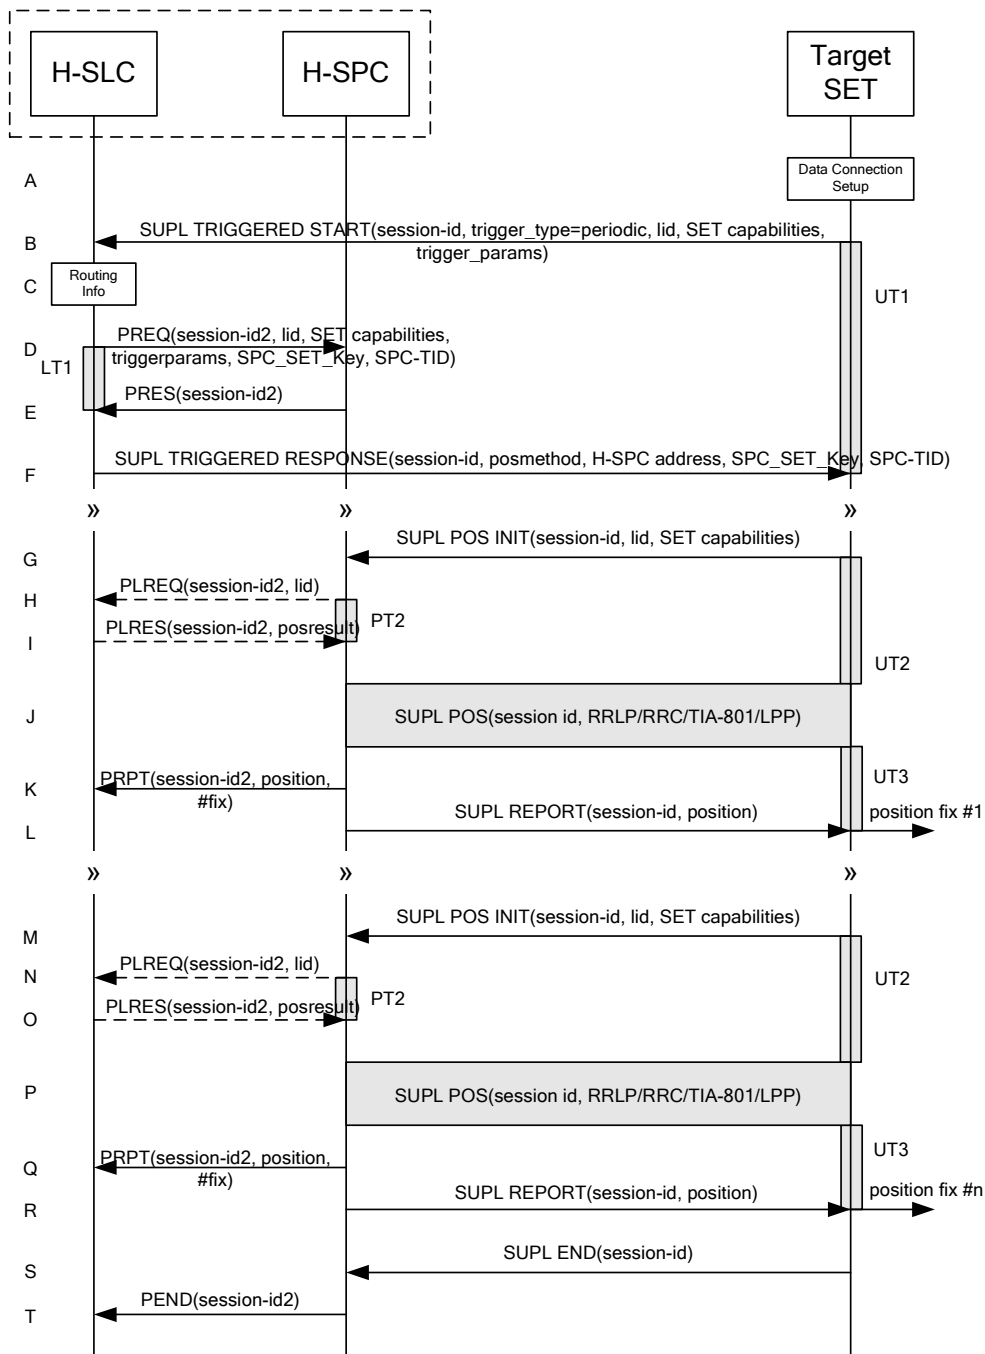 H-SLC
H-SPC
Target
SET
A
Data Connection
Setup
B
SUPL TRIGGERED START(session-id, trigger_type=periodic, lid, SET capabilities,
trigger_params)
C
Routing
Info
UT1
D
PREQ(session-id2, lid, SET capabilities,
triggerparams, SPC_SET_Key, SPC-TID)
LT1
E
PRES(session-id2)
F
SUPL TRIGGERED RESPONSE(session-id, posmethod, H-SPC address, SPC_SET_Key, SPC-TID)
» » »
G
SUPL POS INIT(session-id, lid, SET capabilities)
H
PLREQ(session-id2, lid)
PT2
I
PLRES(session-id2, posresult)
UT2
J
SUPL POS(session id, RRLP/RRC/TIA-801/LPP)
K
PRPT(session-id2, position,
#fix)
UT3
L
SUPL REPORT(session-id, position)
position fix #1
» » »
M
SUPL POS INIT(session-id, lid, SET capabilities)
N
PLREQ(session-id2, lid)
UT2
PT2
O
PLRES(session-id2, posresult)
P
SUPL POS(session id, RRLP/RRC/TIA-801/LPP)
Q
PRPT(session-id2, position,
#fix)
UT3
R
SUPL REPORT(session-id, position)
position fix #n
S
SUPL END(session-id)
T
PEND(session-id2)